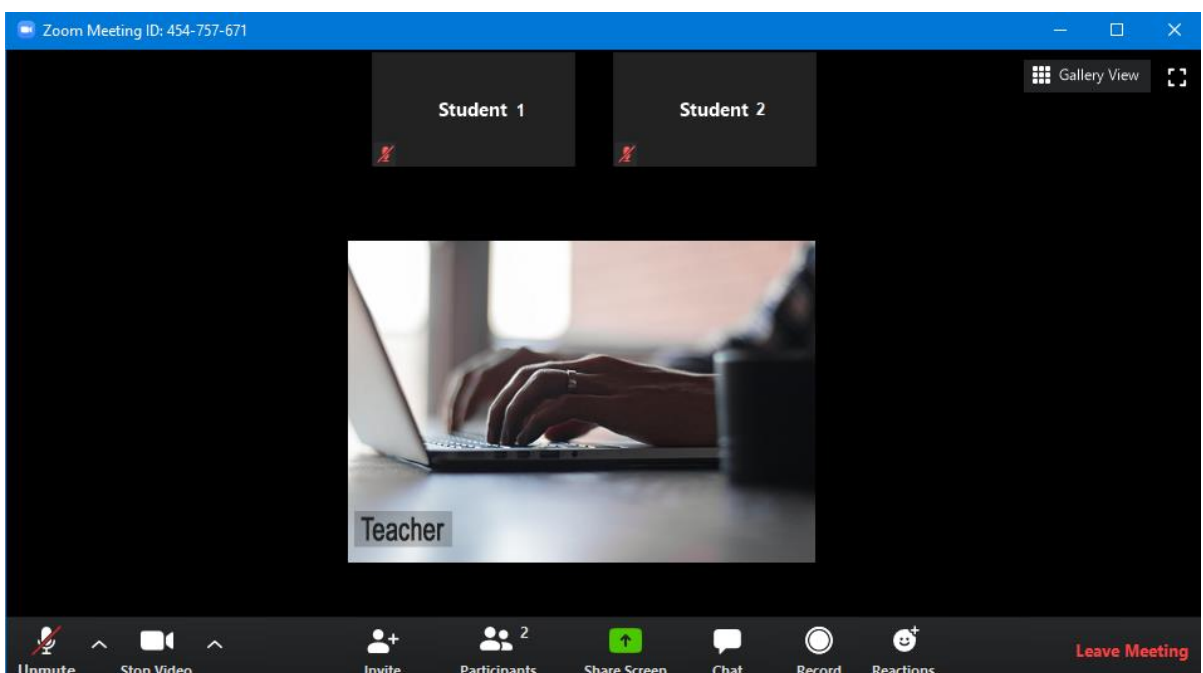 Zoom Meeting ID: 454-757-671
Gallery View
Student 1
Student 2
Teacher
2
Unmute
Stop Video
Invite
Participants
Share Screen
Chat
Record
Reactions
Leave Meeting